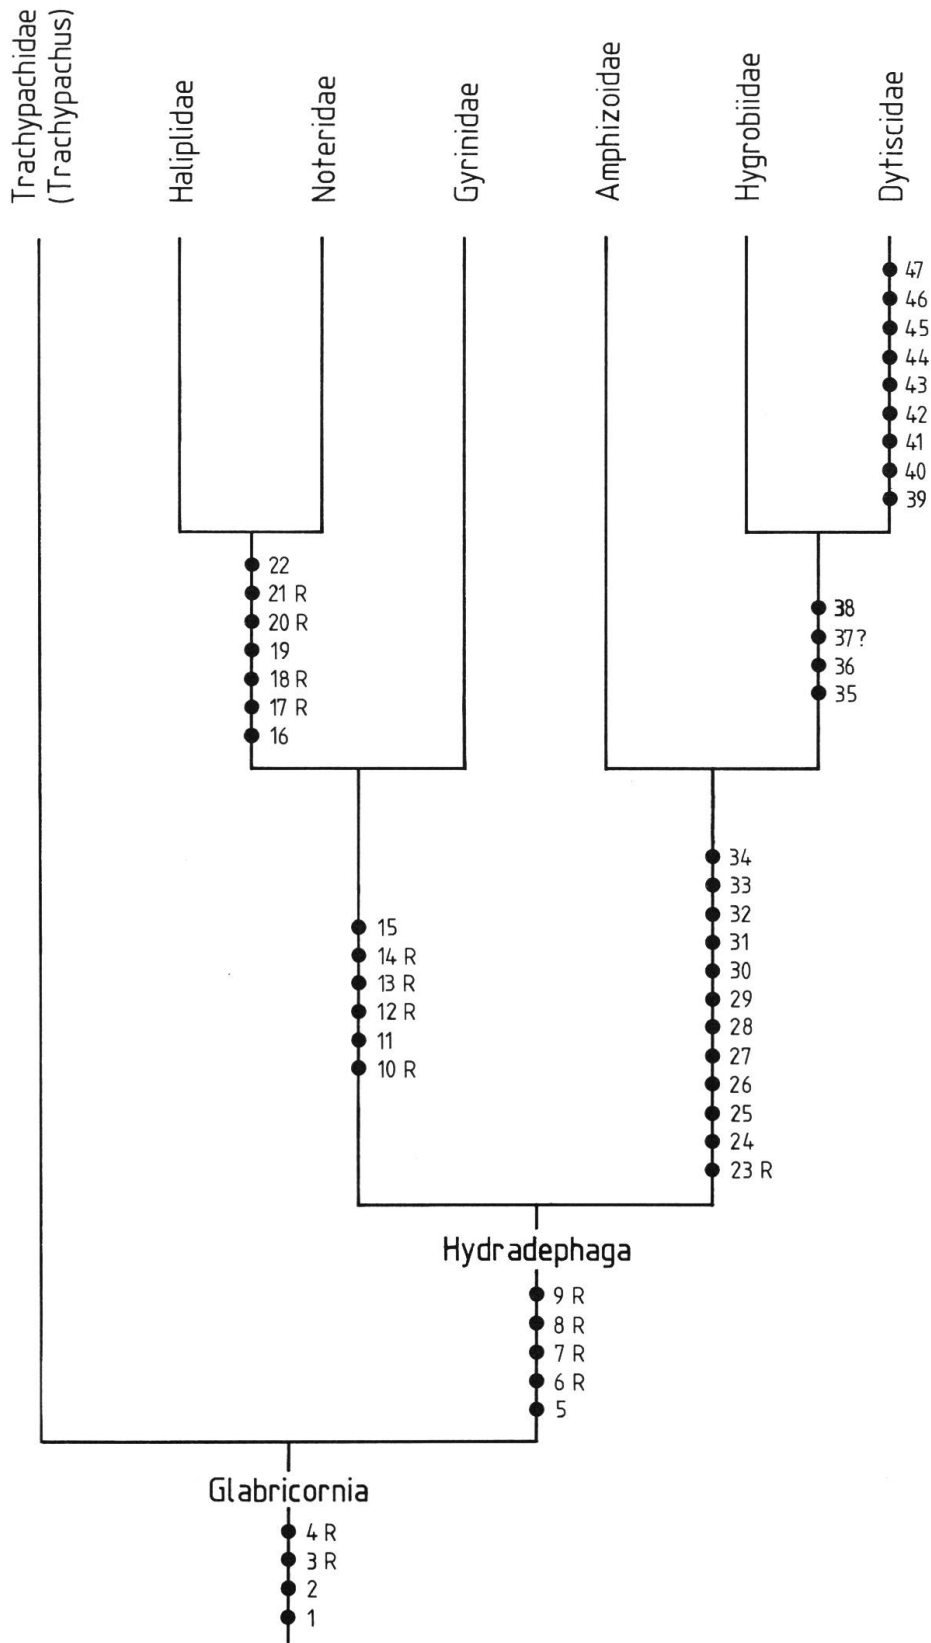 Trachypachidae
(Trachypachus)
Haliplidae
Noteridae
Gyrinidae
Amphizoidae
Hygrobiidae
Dytiscidae
47
46
45
44
43
42
41
40
39
22
21 R
20 R
19
18 R
17 R
16
38
37?
36
35
15
14 R
13 R
12 R
11
10 R
34
33
32
31
30
29
28
27
26
25
24
23 R
Hydradephaga
9 R
8 R
7 R
6 R
5
Glabricornia
4 R
3 R
2
1